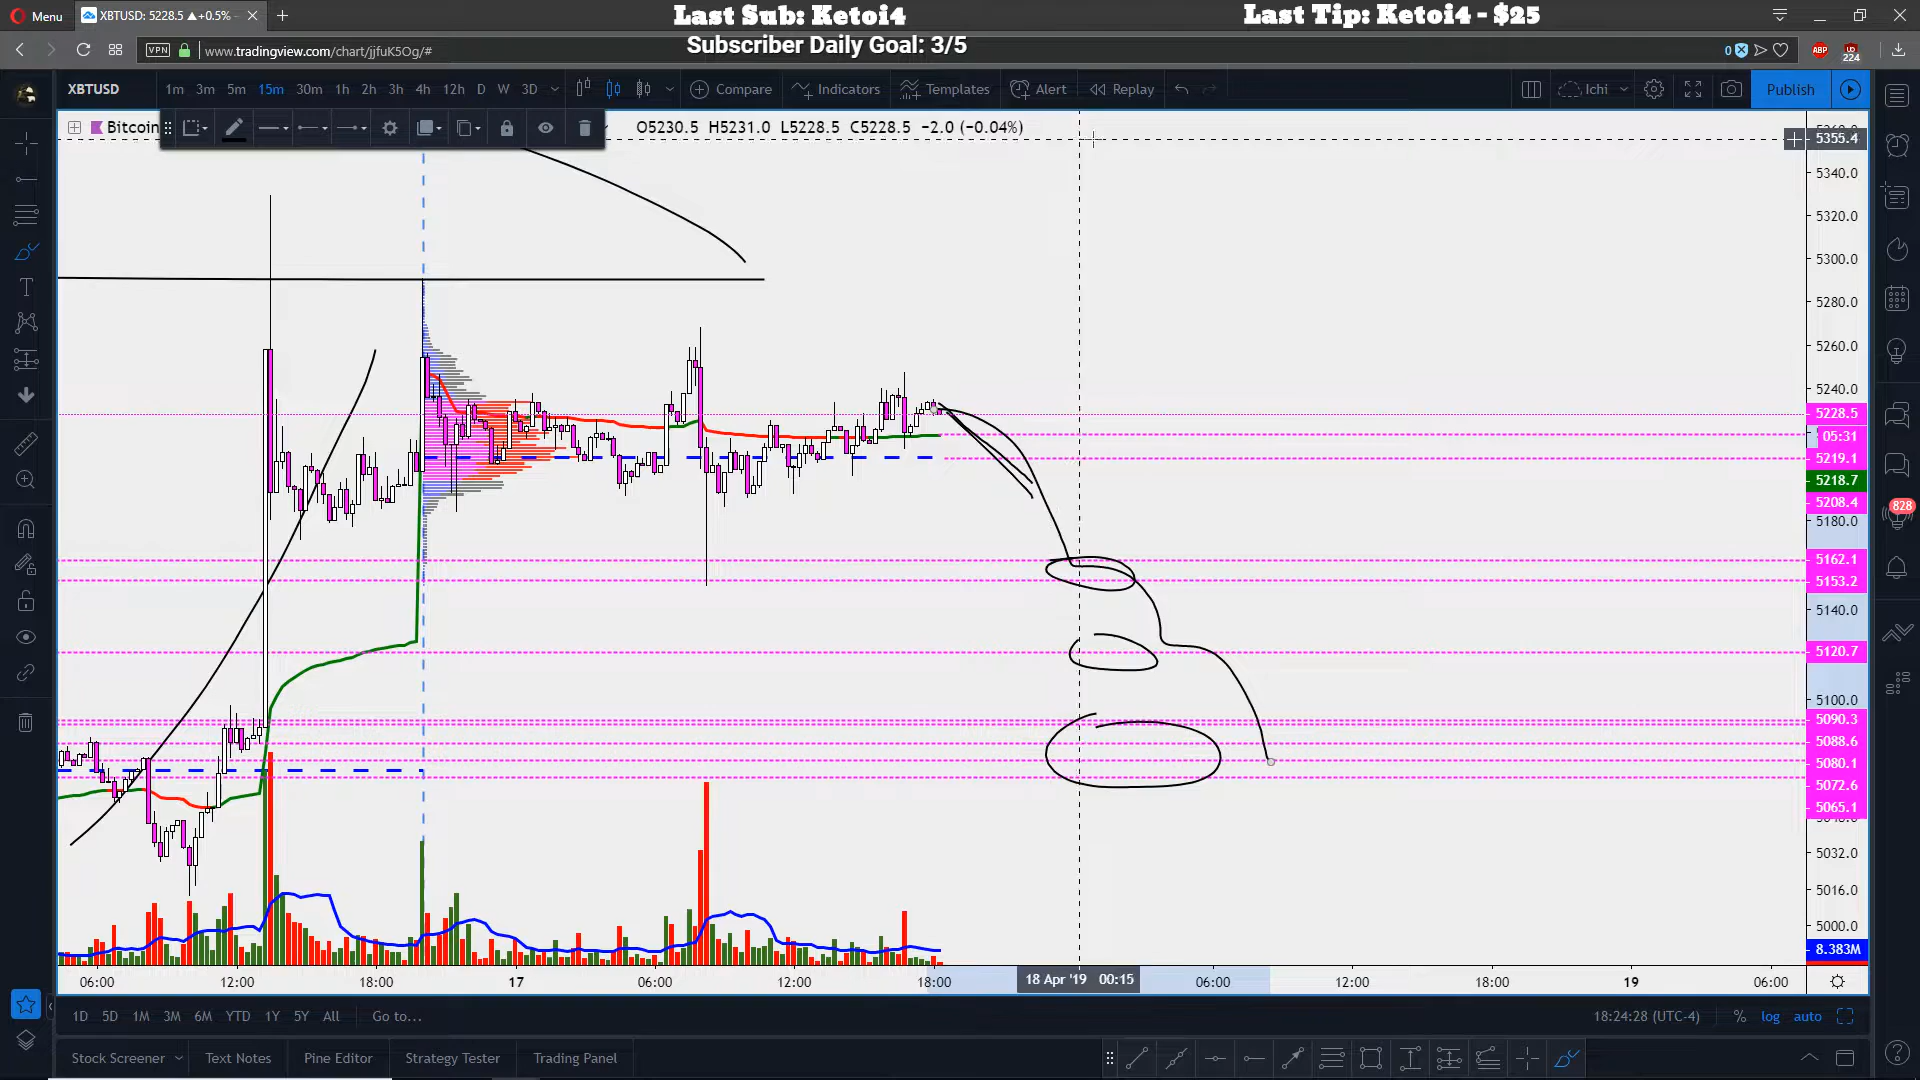 Menu
XBTUSD: 5228.5 ▲+0.5%
Last Sub: Ketoi4
Last Tip: Ketoi4 - $25
Subscriber Daily Goal: 3/5
VPN
www.tradingview.com/chart/jjfuK5Og/#
0
ABP
224
XBTUSD
1m 3m 5m 15m 30m 1h 2h 3h 4h 12h D W 3D
Compare
Indicators
Templates
Alert
Replay
Ichi
Publish
Bitcoin
O5230.5 H5231.0 L5228.5 C5228.5 −2.0 (−0.04%)
5355.4
5340.0
5320.0
5300.0
5280.0
5260.0
5240.0
5228.5
05:31
5219.1
5218.7
5208.4
5180.0
5162.1
5153.2
5140.0
5120.7
5100.0
5090.3
5088.6
5080.1
5072.6
5065.1
5032.0
5016.0
5000.0
8.383M
828
06:00 12:00 18:00 17 06:00 12:00 18:00 18 Apr '19 00:15 06:00 12:00 18:00 19 06:00
1D 5D 1M 3M 6M YTD 1Y 5Y All Go to...
18:24:28 (UTC-4) % log auto
Stock Screener Text Notes Pine Editor Strategy Tester Trading Panel